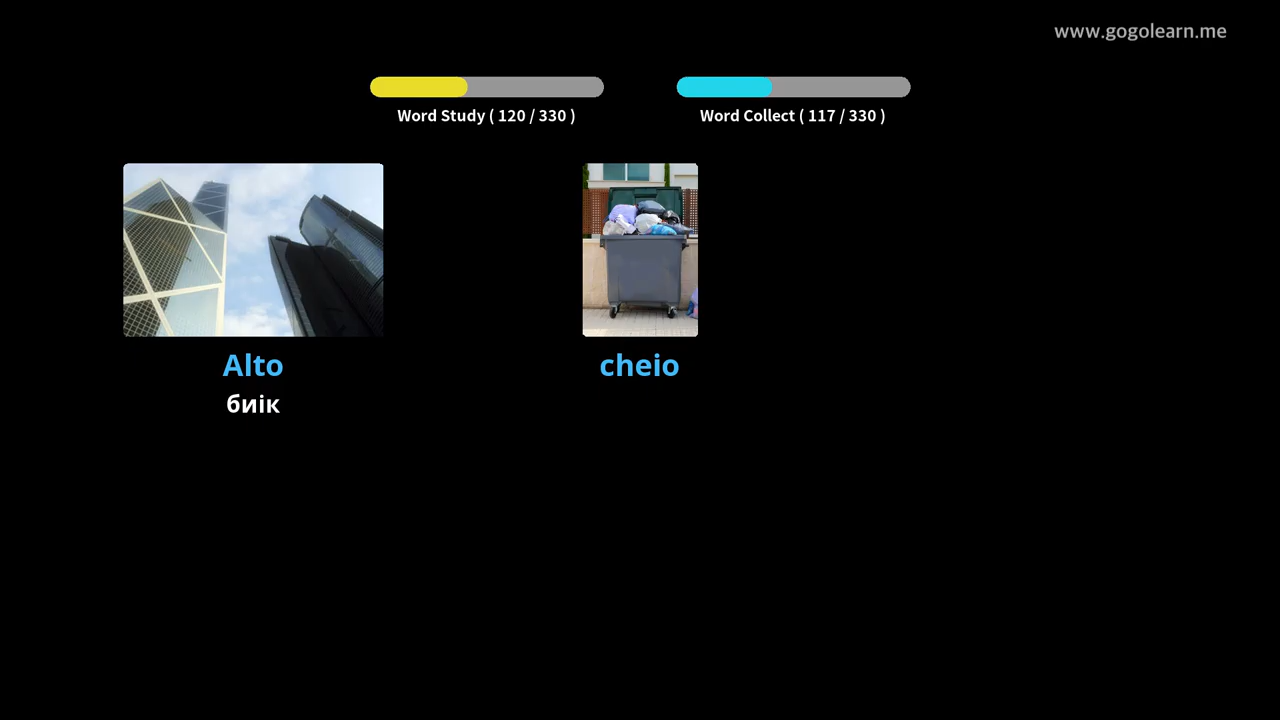 www.gogolearn.me
Word Study ( 120 / 330 )
Word Collect ( 117 / 330 )
Alto
cheio
биік